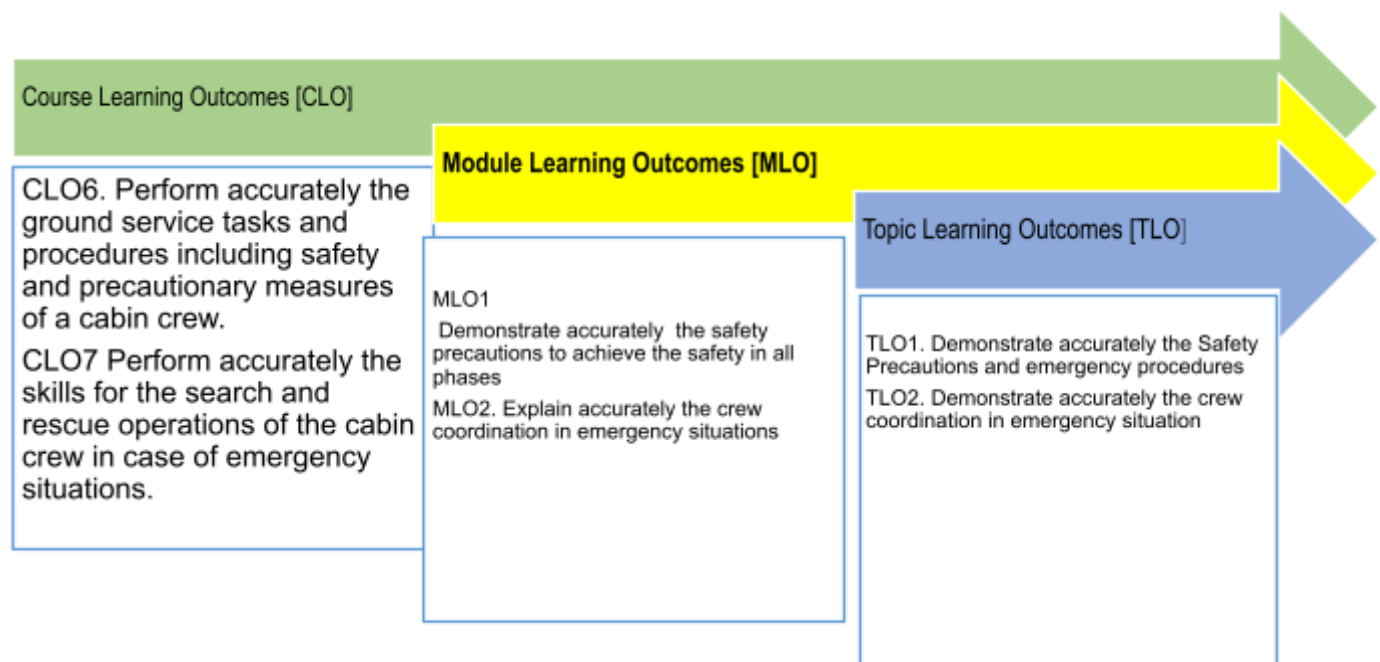 Course Learning Outcomes [CLO]
CLO6. Perform accurately the
ground service tasks and
procedures including safety
and precautionary measures
of a cabin crew.
CLO7 Perform accurately the
skills for the search and
rescue operations of the cabin
crew in case of emergency
situations.
Module Learning Outcomes [MLO]
MLO1
Demonstrate accurately the safety
precautions to achieve the safety in all
phases
MLO2. Explain accurately the crew
coordination in emergency situations
Topic Learning Outcomes [TLO]
TLO1. Demonstrate accurately the Safety
Precautions and emergency procedures
TLO2. Demonstrate accurately the crew
coordination in emergency situation